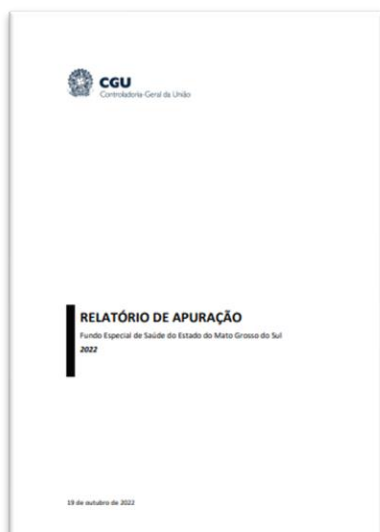 CGU
Controladoria-Geral da União
RELATÓRIO DE APURAÇÃO
Fundo Especial de Saúde do Estado do Mato Grosso do Sul
2022
19 de outubro de 2022